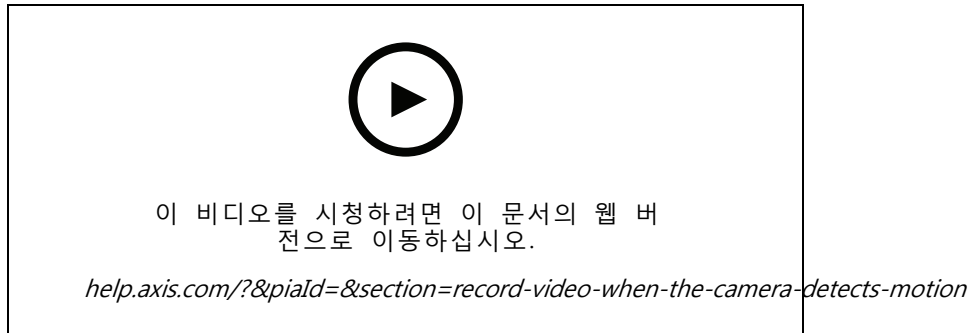 이 비디오를 시청하려면 이 문서의 웹 버
전으로 이동하십시오.
help.axis.com/?&piaId=&section=record-video-when-the-camera-detects-motion